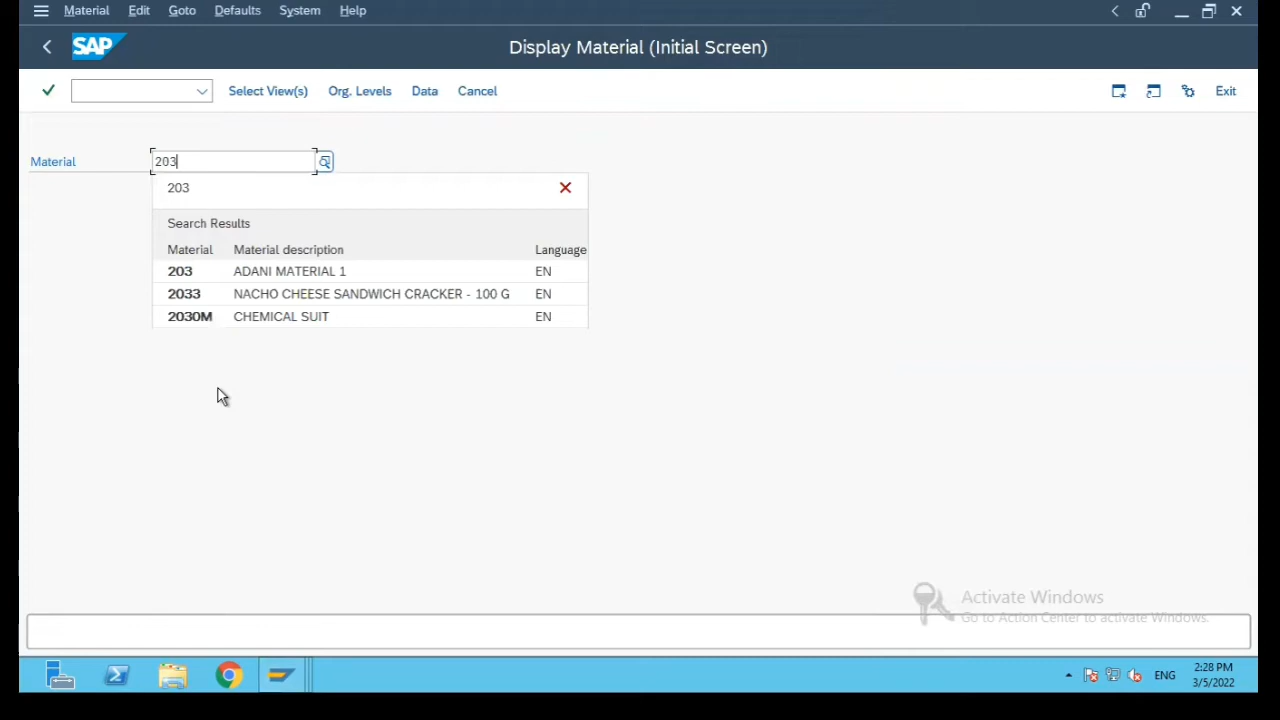 Material Edit Goto Defaults System Help
SAP Display Material (Initial Screen)
Select View(s) Org. Levels Data Cancel Exit
Material 203
203
Search Results
Material Material description Language
203 ADANI MATERIAL 1 EN
2033 NACHO CHEESE SANDWICH CRACKER - 100 G EN
2030M CHEMICAL SUIT EN
Activate Windows
Go to Action Center to activate Windows.
ENG 2:28 PM
3/5/2022